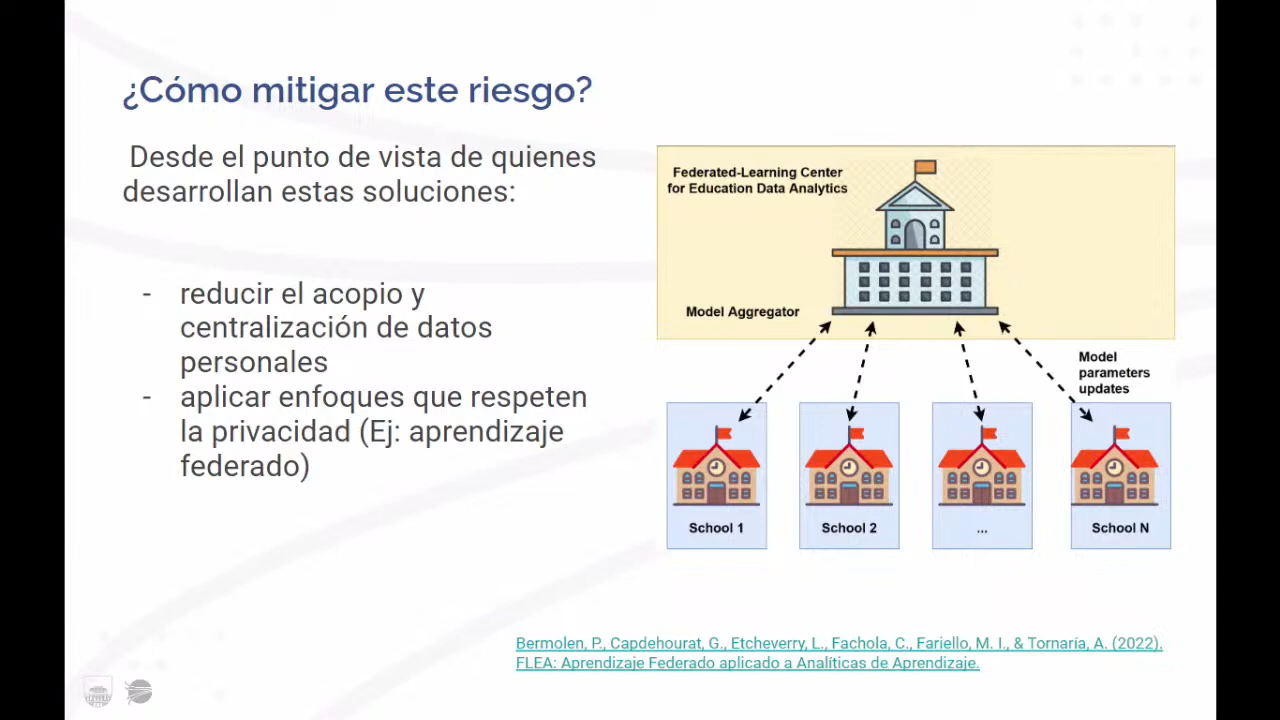 ¿Cómo mitigar este riesgo?
Desde el punto de vista de quienes
desarrollan estas soluciones:
- reducir el acopio y
centralización de datos
personales
- aplicar enfoques que respeten
la privacidad (Ej: aprendizaje
federado)
Federated-Learning Center
for Education Data Analytics
Model Aggregator
Model
parameters
updates
School 1
School 2
...
School N
Bermolen, P., Capdehourat, G., Etcheverry, L., Fachola, C., Fariello, M. I., & Tornaría, A. (2022).
FLEA: Aprendizaje Federado aplicado a Analíticas de Aprendizaje.